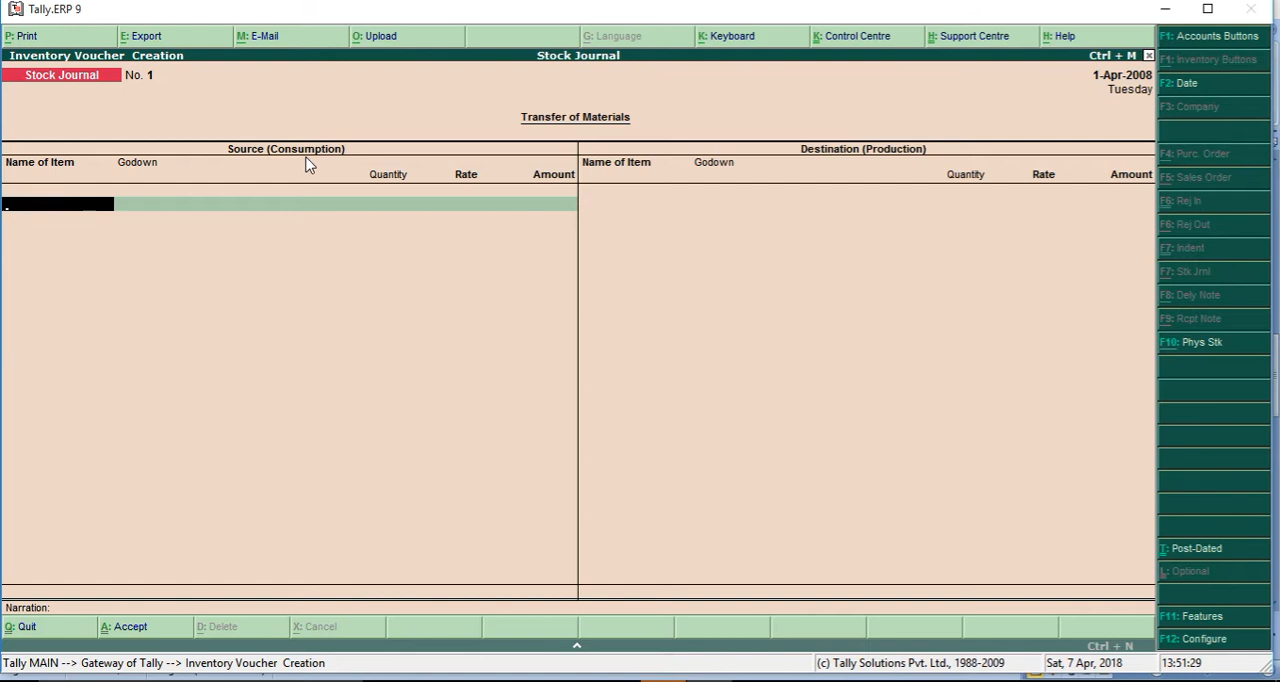 Tally.ERP 9
P: Print E: Export M: E-Mail O: Upload G: Language K: Keyboard K: Control Centre H: Support Centre H: Help
Inventory Voucher Creation Stock Journal Ctrl + M
Stock Journal No. 1 1-Apr-2008
Tuesday
Transfer of Materials
Source (Consumption) Destination (Production)
Name of Item Godown Name of Item Godown
Quantity Rate Amount Quantity Rate Amount
Narration:
Q: Quit A: Accept D: Delete X: Cancel
Ctrl + N
Tally MAIN --> Gateway of Tally --> Inventory Voucher Creation (c) Tally Solutions Pvt. Ltd., 1988-2009 Sat, 7 Apr, 2018 13:51:29
F1: Accounts Buttons
F1: Inventory Buttons
F2: Date
F3: Company
F4: Purc. Order
F5: Sales Order
F6: Rej In
F6: Rej Out
F7: Indent
F7: Stk Jrnl
F8: Dely Note
F9: Rcpt Note
F10: Phys Stk
T: Post-Dated
L: Optional
F11: Features
F12: Configure